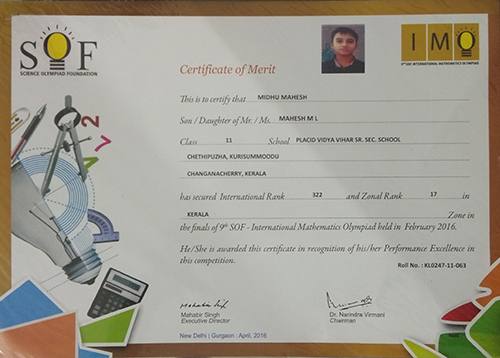 SOF
SCIENCE OLYMPIAD FOUNDATION
IMO
9TH SOF INTERNATIONAL MATHEMATICS OLYMPIAD
Certificate of Merit
This is to certify that MIDHU MAHESH
Son / Daughter of Mr. / Ms. MAHESH M L
Class 11 School PLACID VIDYA VIHAR SR. SEC. SCHOOL
CHETHIPUZHA, KURISUMMOODU
CHANGANACHERRY, KERALA
has secured International Rank 322 and Zonal Rank 17 in
KERALA Zone in
the finals of 9th SOF - International Mathematics Olympiad held in February 2016.
He/She is awarded this certificate in recognition of his/her Performance Excellence in
this competition.
Roll No. : KL0247-11-063
Mahabir Singh
Executive Director
Dr. Narindra Virmani
Chairman
New Delhi | Gurgaon : April, 2016